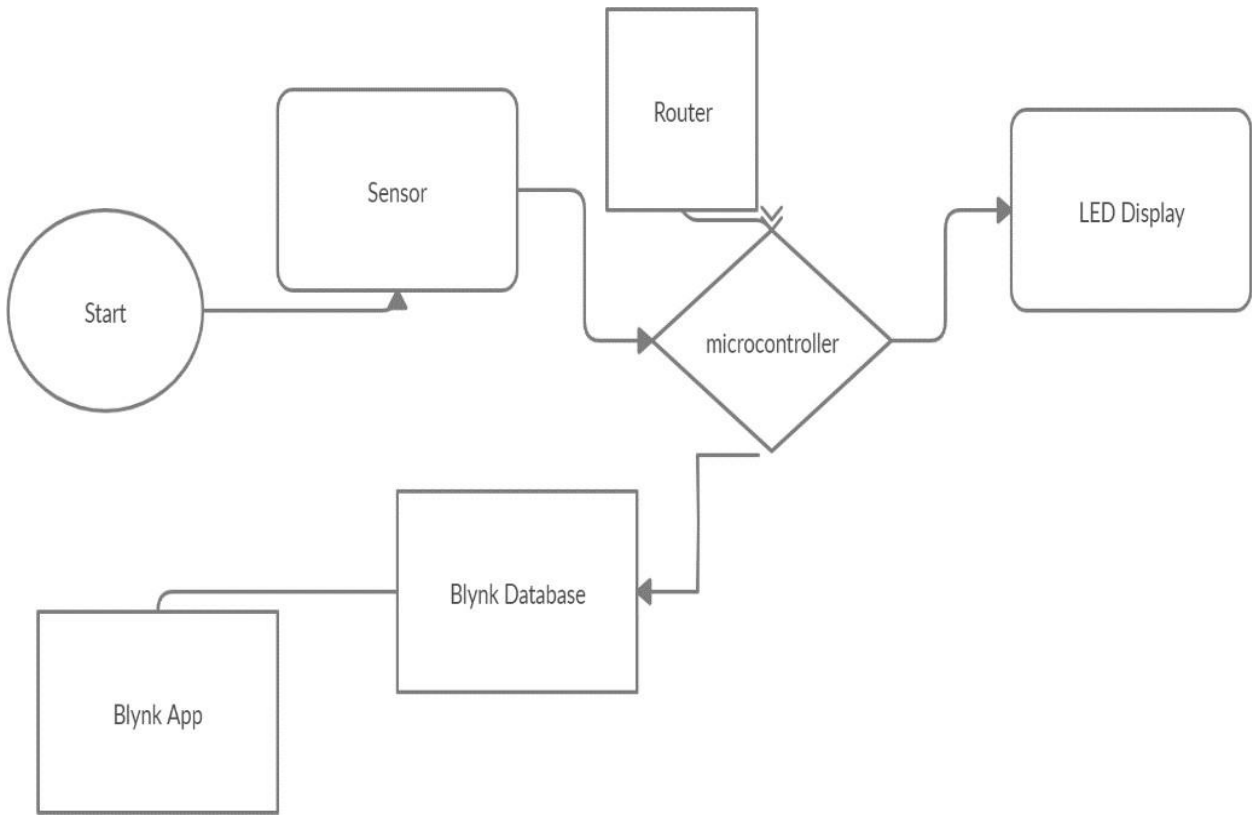 Router
Sensor
LED Display
Start
microcontroller
Blynk Database
Blynk App